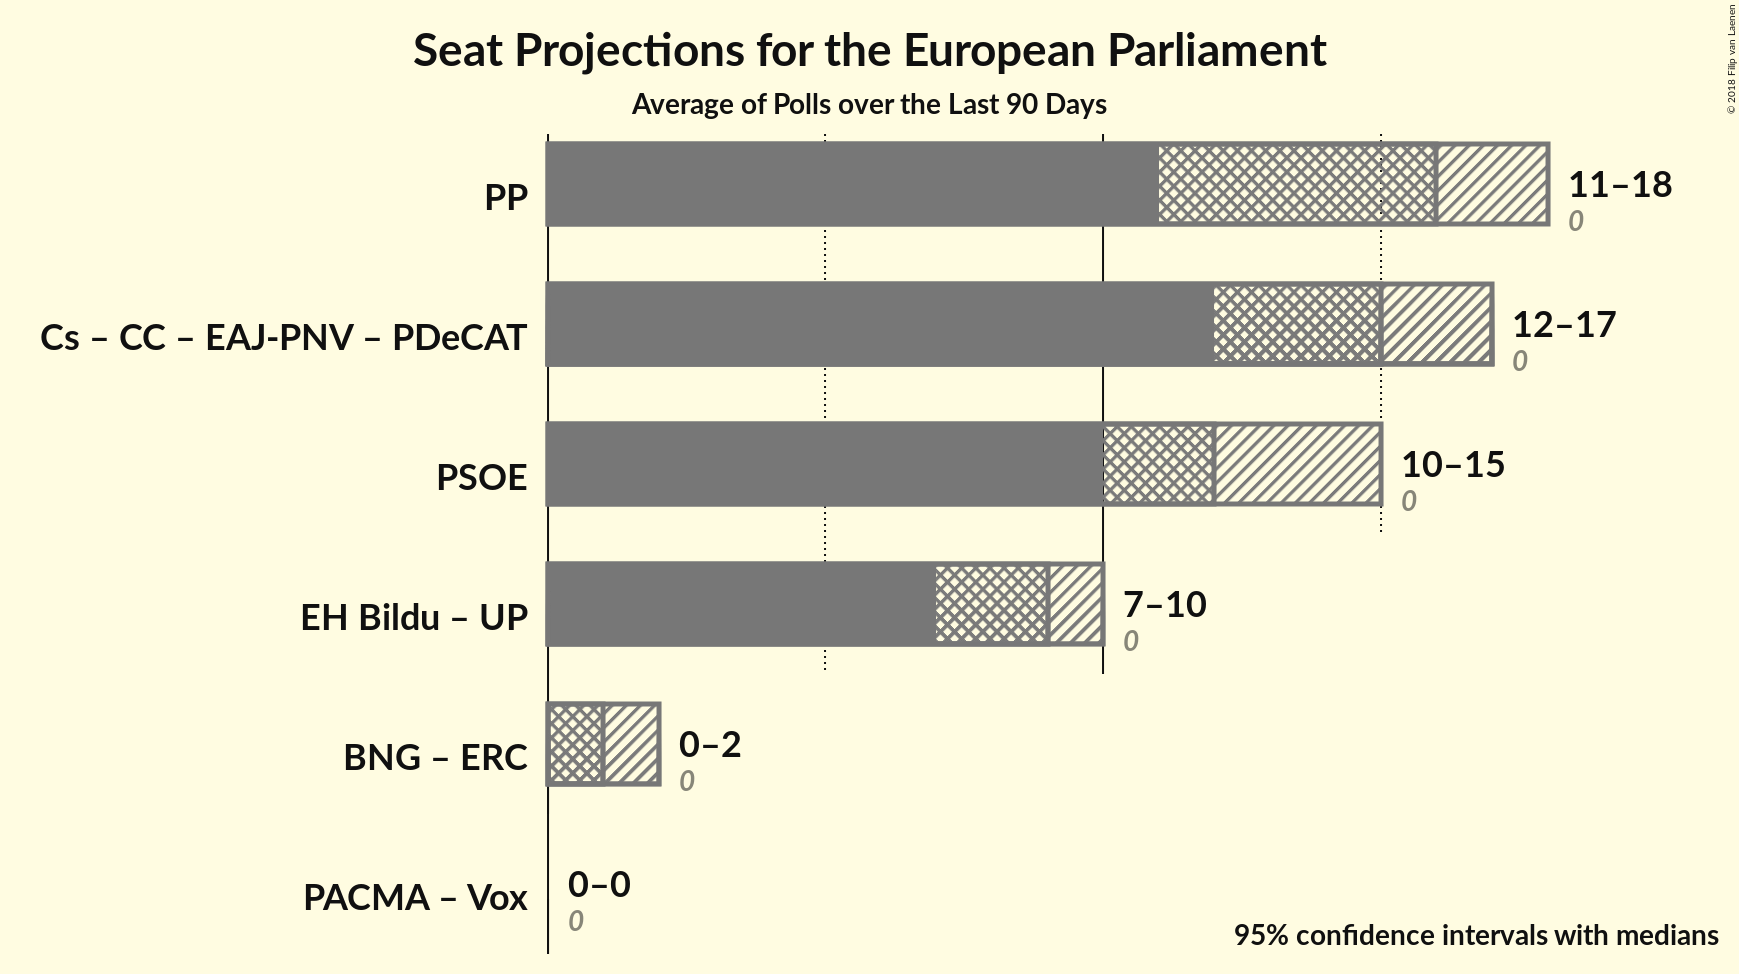 Seat Projections for the European Parliament
Average of Polls over the Last 90 Days
© 2018 Filip van Laenen
PP
11–18
0
Cs – CC – EAJ-PNV – PDeCAT
12–17
0
PSOE
10–15
0
EH Bildu – UP
7–10
0
BNG – ERC
0–2
0
PACMA – Vox
0–0
0
95% confidence intervals with medians